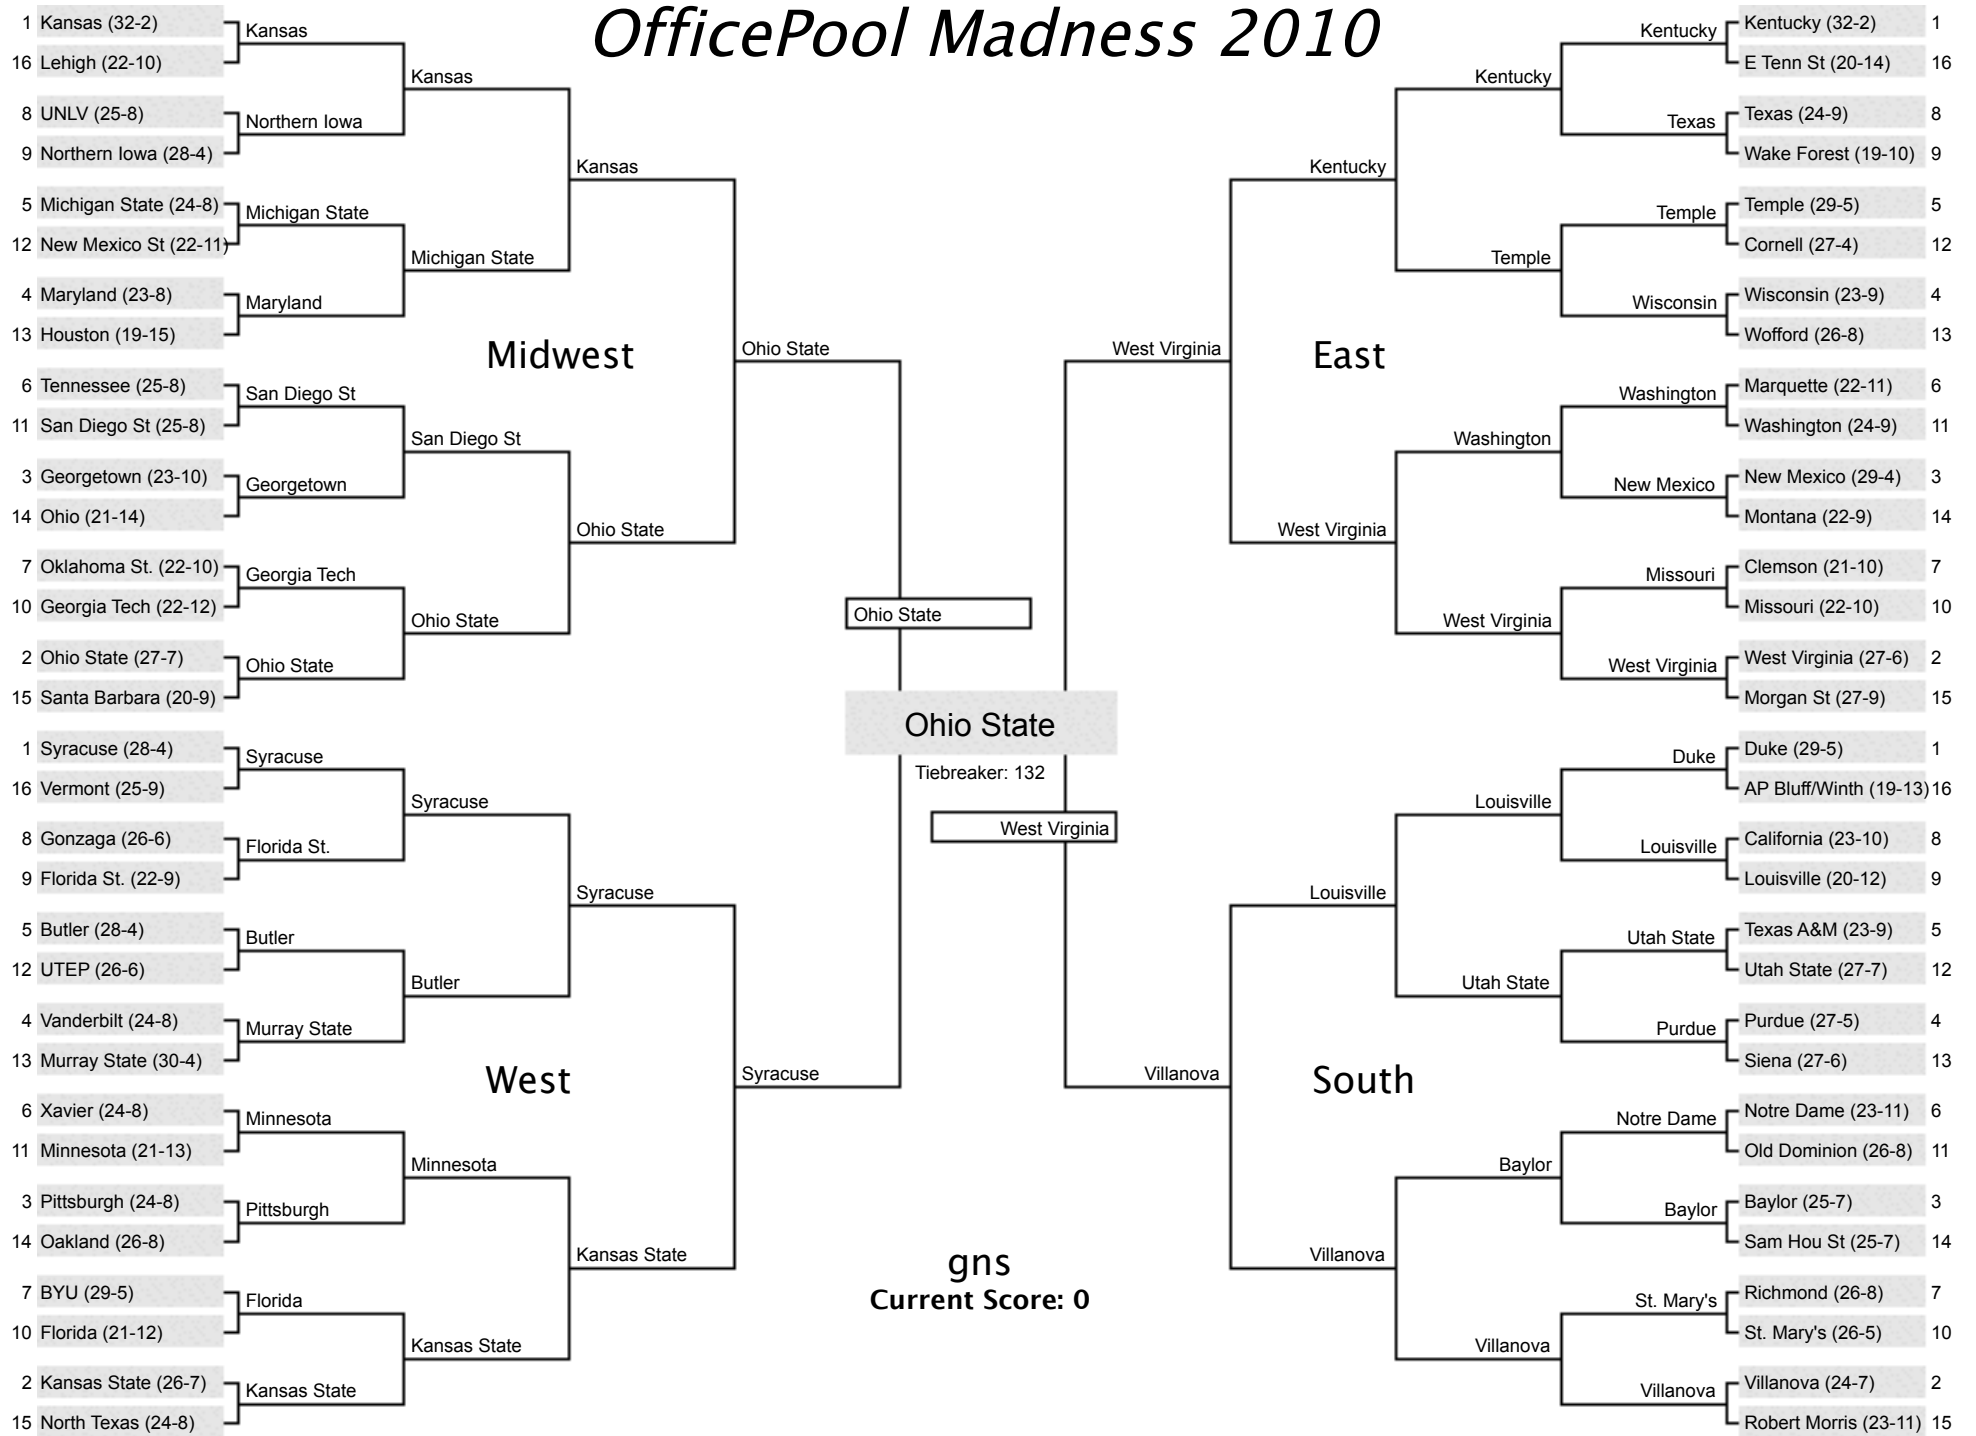 OfficePool Madness 2010
1 Kansas (32-2)
16 Lehigh (22-10)
8 UNLV (25-8)
9 Northern Iowa (28-4)
5 Michigan State (24-8)
12 New Mexico St (22-11)
4 Maryland (23-8)
13 Houston (19-15)
6 Tennessee (25-8)
11 San Diego St (25-8)
3 Georgetown (23-10)
14 Ohio (21-14)
7 Oklahoma St. (22-10)
10 Georgia Tech (22-12)
2 Ohio State (27-7)
15 Santa Barbara (20-9)
Kansas
Northern Iowa
Michigan State
Maryland
San Diego St
Georgetown
Georgia Tech
Ohio State
Kansas
Michigan State
San Diego St
Ohio State
Kansas
Ohio State
Midwest
Ohio State
1 Syracuse (28-4)
16 Vermont (25-9)
8 Gonzaga (26-6)
9 Florida St. (22-9)
5 Butler (28-4)
12 UTEP (26-6)
4 Vanderbilt (24-8)
13 Murray State (30-4)
6 Xavier (24-8)
11 Minnesota (21-13)
3 Pittsburgh (24-8)
14 Oakland (26-8)
7 BYU (29-5)
10 Florida (21-12)
2 Kansas State (26-7)
15 North Texas (24-8)
Syracuse
Florida St.
Butler
Murray State
Minnesota
Pittsburgh
Florida
Kansas State
Syracuse
Butler
Minnesota
Kansas State
Syracuse
Kansas State
West
Syracuse
Ohio State
Ohio State
Tiebreaker: 132
West Virginia
gns
Current Score: 0
Kentucky (32-2) 1
E Tenn St (20-14) 16
Texas (24-9) 8
Wake Forest (19-10) 9
Temple (29-5) 5
Cornell (27-4) 12
Wisconsin (23-9) 4
Wofford (26-8) 13
Marquette (22-11) 6
Washington (24-9) 11
New Mexico (29-4) 3
Montana (22-9) 14
Clemson (21-10) 7
Missouri (22-10) 10
West Virginia (27-6) 2
Morgan St (27-9) 15
Kentucky
Texas
Temple
Wisconsin
Washington
New Mexico
Missouri
West Virginia
Kentucky
Temple
Washington
West Virginia
Kentucky
West Virginia
East
West Virginia
Duke (29-5) 1
AP Bluff/Winth (19-13) 16
California (23-10) 8
Louisville (20-12) 9
Texas A&M (23-9) 5
Utah State (27-7) 12
Purdue (27-5) 4
Siena (27-6) 13
Notre Dame (23-11) 6
Old Dominion (26-8) 11
Baylor (25-7) 3
Sam Hou St (25-7) 14
Richmond (26-8) 7
St. Mary's (26-5) 10
Villanova (24-7) 2
Robert Morris (23-11) 15
Duke
Louisville
Utah State
Purdue
Notre Dame
Baylor
St. Mary's
Villanova
Louisville
Utah State
Baylor
Villanova
Louisville
Villanova
South
Villanova